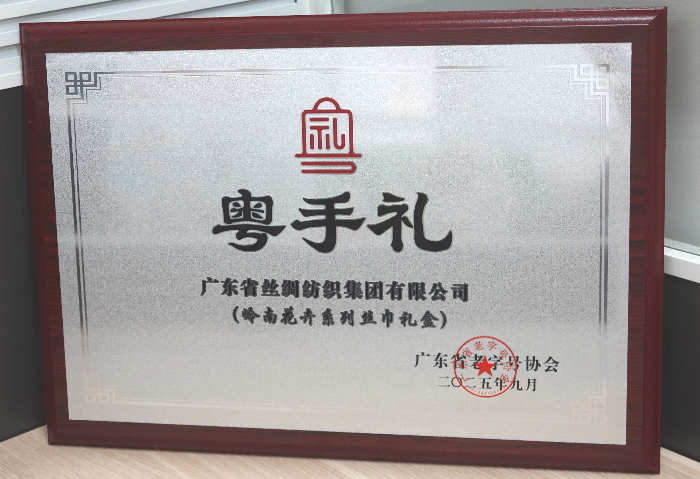 礼
粤手礼
广东省丝绸纺织集团有限公司
(岭南花卉系列丝巾礼盒)
广东省老字号协会
二〇二五年九月